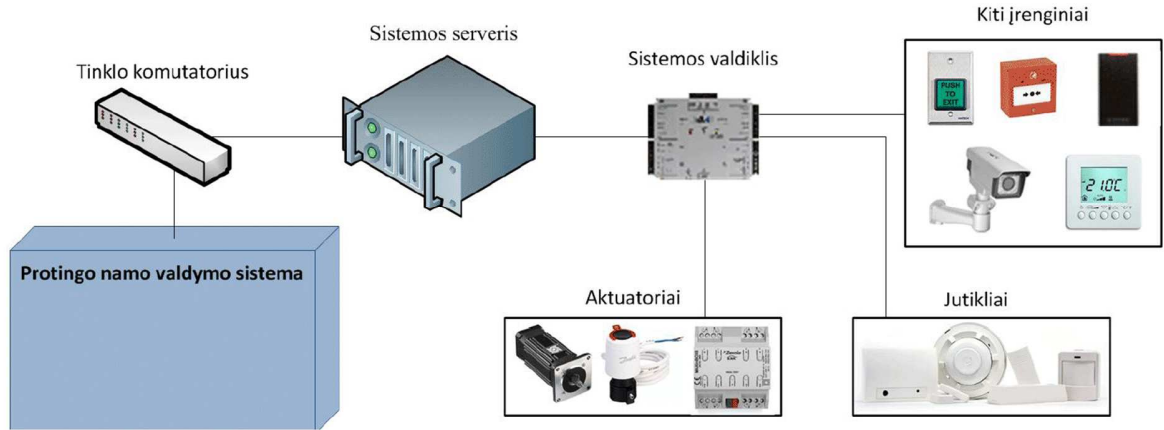 Kiti įrenginiai
Sistemos serveris
Sistemos valdiklis
Tinklo komutatorius
PUSH
TO
EXIT
-21.0C
Protingo namo valdymo sistema
Aktuatoriai
Jutikliai